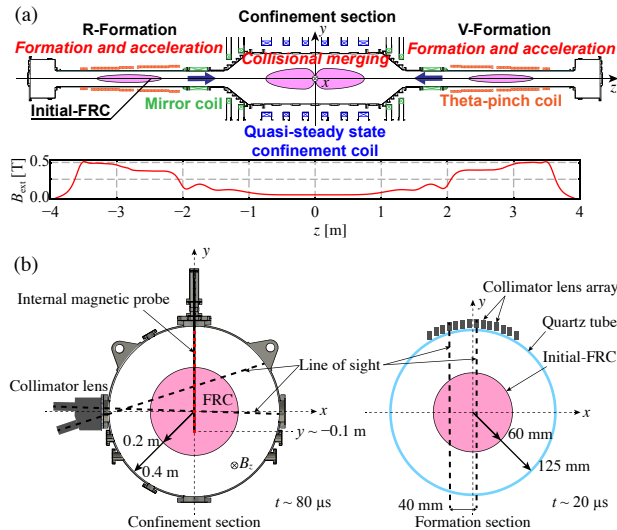 (a)
R-Formation
Confinement section
V-Formation
Formation and acceleration
y
Formation and acceleration
Collisional merging
x
z
Initial-FRC
Mirror coil
Theta-pinch coil
Quasi-steady state
confinement coil
B_ext [T]
0.5
0.0
−4 −3 −2 −1 0 1 2 3 4
z [m]
(b)
y
Internal magnetic probe
Collimator lens array
y
Quartz tube
Line of sight
Initial-FRC
Collimator lens
FRC
x
x
y ~ −0.1 m
0.2 m
60 mm
⊗B_z
0.4 m
125 mm
40 mm
t ~ 80 μs
t ~ 20 μs
Confinement section
Formation section